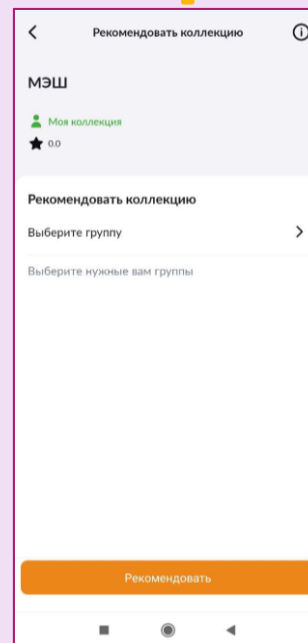 Рекомендовать коллекцию
МЭШ
Моя коллекция
0.0
Рекомендовать коллекцию
Выберите группу
Выберите нужные вам группы
Рекомендовать